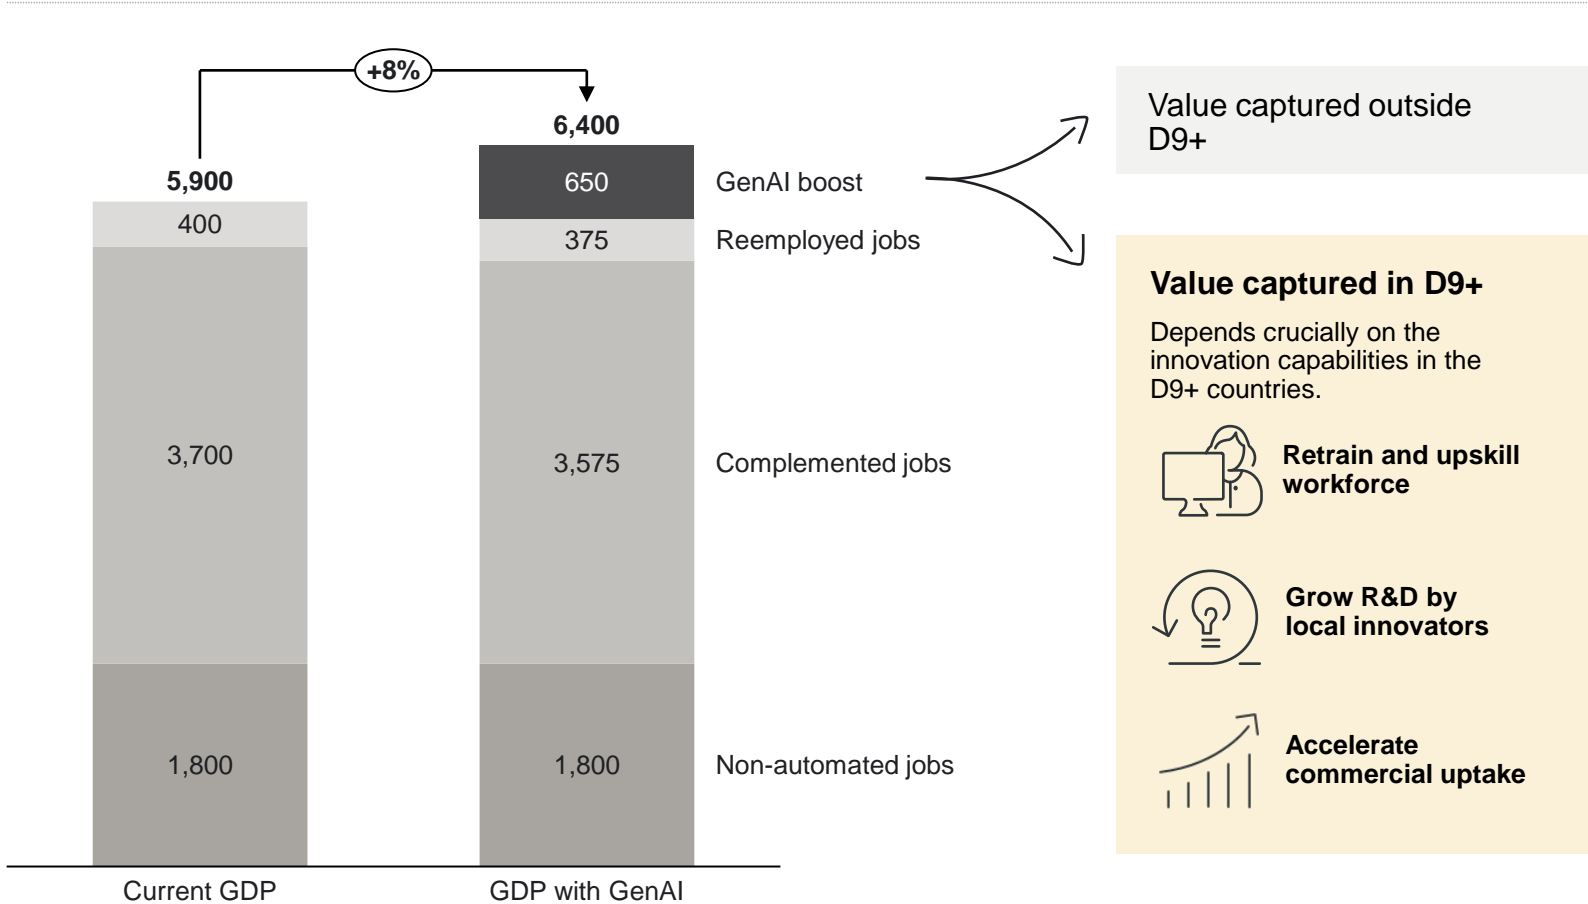 +8%
5,900
400
3,700
1,800
Current GDP
6,400
650
375
3,575
1,800
GDP with GenAI
GenAI boost
Reemployed jobs
Complemented jobs
Non-automated jobs
Value captured outside
D9+
Value captured in D9+
Depends crucially on the
innovation capabilities in the
D9+ countries.
Retrain and upskill
workforce
Grow R&D by
local innovators
Accelerate
commercial uptake